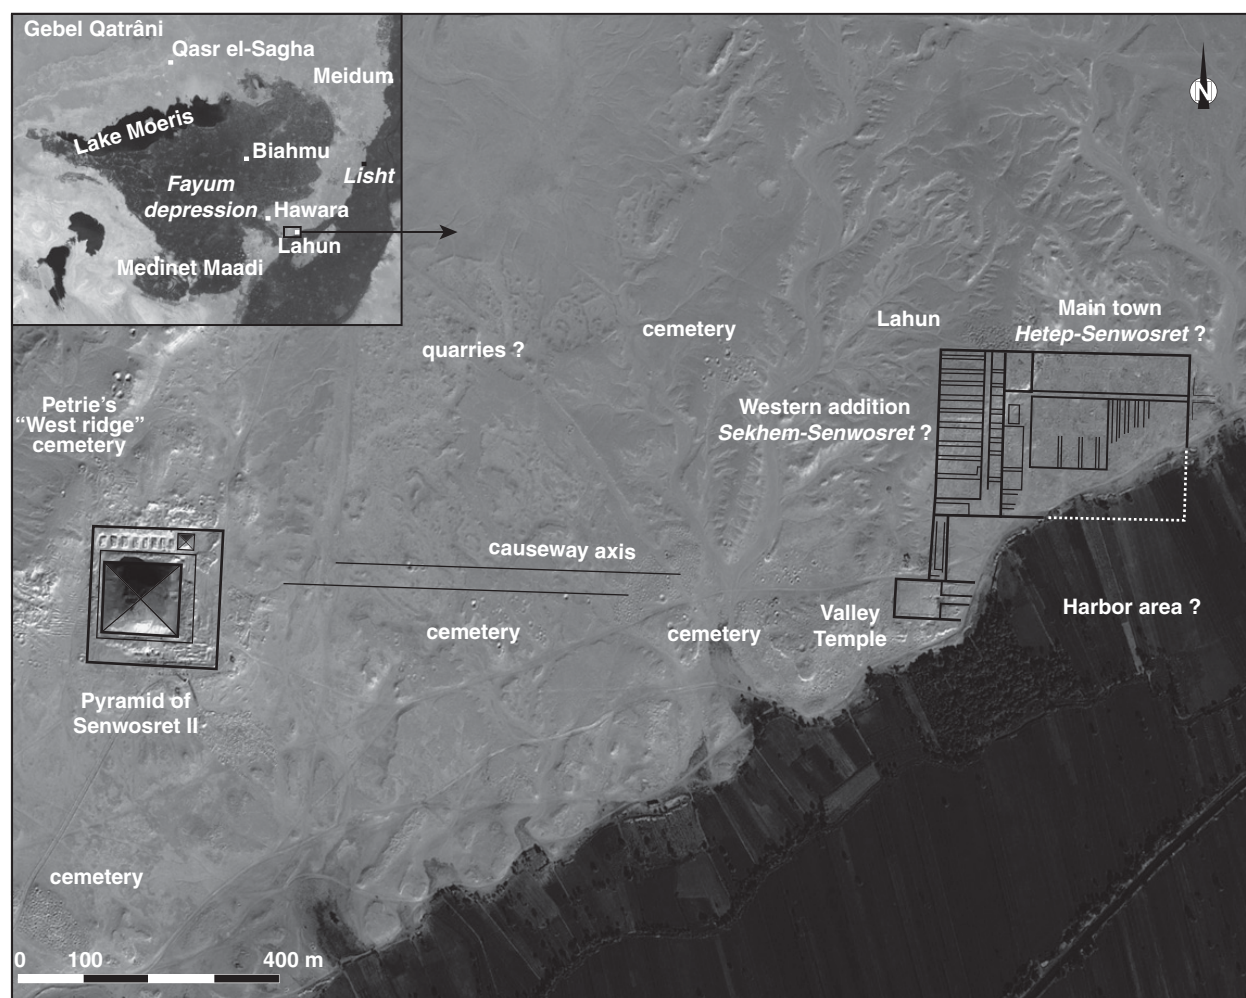 Gebel Qatrâni
Qasr el-Sagha
Meidum
Lake Moeris
Biahmu
Lisht
Fayum
depression
Hawara
Lahun
Medinet Maadi
N
cemetery
Lahun
Main town
Hetep-Senwosret ?
quarries ?
Petrie’s
“West ridge”
cemetery
Western addition
Sekhem-Senwosret ?
causeway axis
Harbor area ?
Valley
Temple
cemetery
cemetery
Pyramid of
Senwosret II
cemetery
0 100 400 m